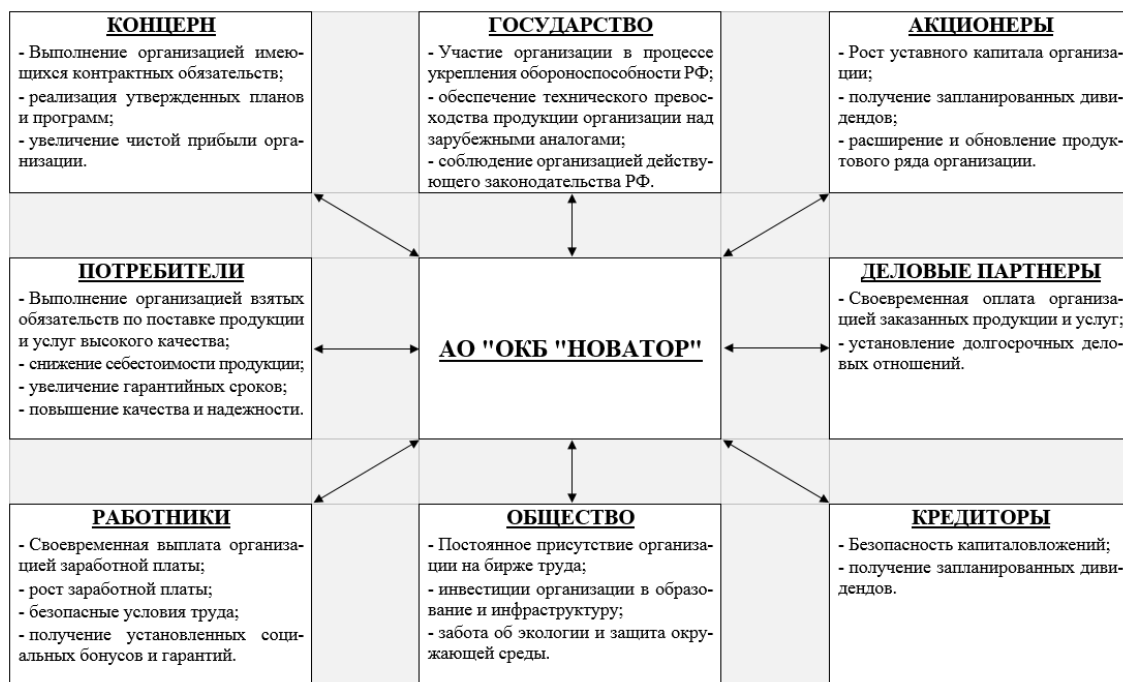 КОНЦЕРН
- Выполнение организацией имею-
щихся контрактных обязательств;
- реализация утвержденных планов
и программ;
- увеличение чистой прибыли орга-
низации.
ГОСУДАРСТВО
- Участие организации в процессе
укрепления обороноспособности РФ;
- обеспечение технического превос-
ходства продукции организации над
зарубежными аналогами;
- соблюдение организацией действу-
ющего законодательства РФ.
АКЦИОНЕРЫ
- Рост уставного капитала организа-
ции;
- получение запланированных диви-
дендов;
- расширение и обновление продук-
тового ряда организации.
ПОТРЕБИТЕЛИ
- Выполнение организацией взятых
обязательств по поставке продукции
и услуг высокого качества;
- снижение себестоимости продукции;
- увеличение гарантийных сроков;
- повышение качества и надежности.
АО "ОКБ "НОВАТОР"
ДЕЛОВЫЕ ПАРТНЕРЫ
- Своевременная оплата организа-
цией заказанных продукции и услуг;
- установление долгосрочных дело-
вых отношений.
РАБОТНИКИ
- Своевременная выплата организа-
цией заработной платы;
- рост заработной платы;
- безопасные условия труда;
- получение установленных соци-
альных бонусов и гарантий.
ОБЩЕСТВО
- Постоянное присутствие организа-
ции на бирже труда;
- инвестиции организации в образо-
вание и инфраструктуру;
- забота об экологии и защита окру-
жающей среды.
КРЕДИТОРЫ
- Безопасность капиталовложений;
- получение запланированных диви-
дендов.